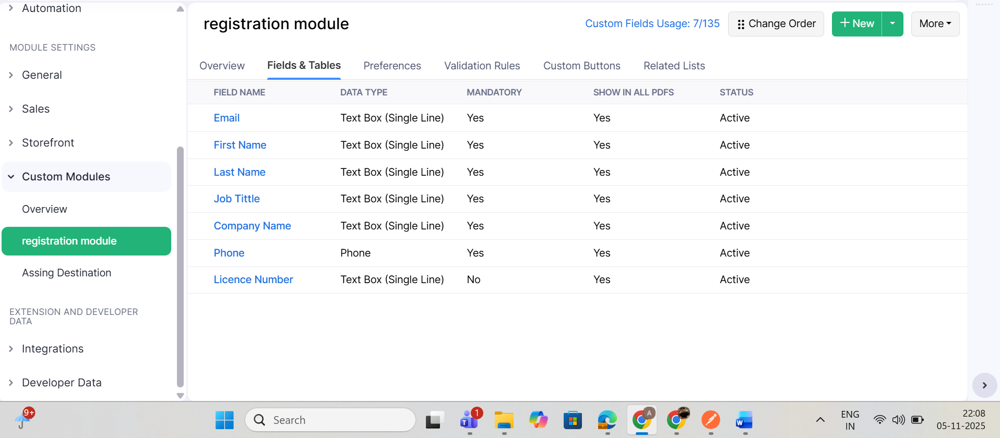 Automation
MODULE SETTINGS
General
Sales
Storefront
Custom Modules
Overview
registration module
Assing Destination
EXTENSION AND DEVELOPER
DATA
Integrations
Developer Data
registration module
Custom Fields Usage: 7/135
Change Order
New
More
Overview
Fields & Tables
Preferences
Validation Rules
Custom Buttons
Related Lists
FIELD NAME DATA TYPE MANDATORY SHOW IN ALL PDFS STATUS
Email Text Box (Single Line) Yes Yes Active
First Name Text Box (Single Line) Yes Yes Active
Last Name Text Box (Single Line) Yes Yes Active
Job Tittle Text Box (Single Line) Yes Yes Active
Company Name Text Box (Single Line) Yes Yes Active
Phone Phone Yes Yes Active
Licence Number Text Box (Single Line) No Yes Active
9+
Search
T
1
A
W
ENG
IN
22:08
05-11-2025